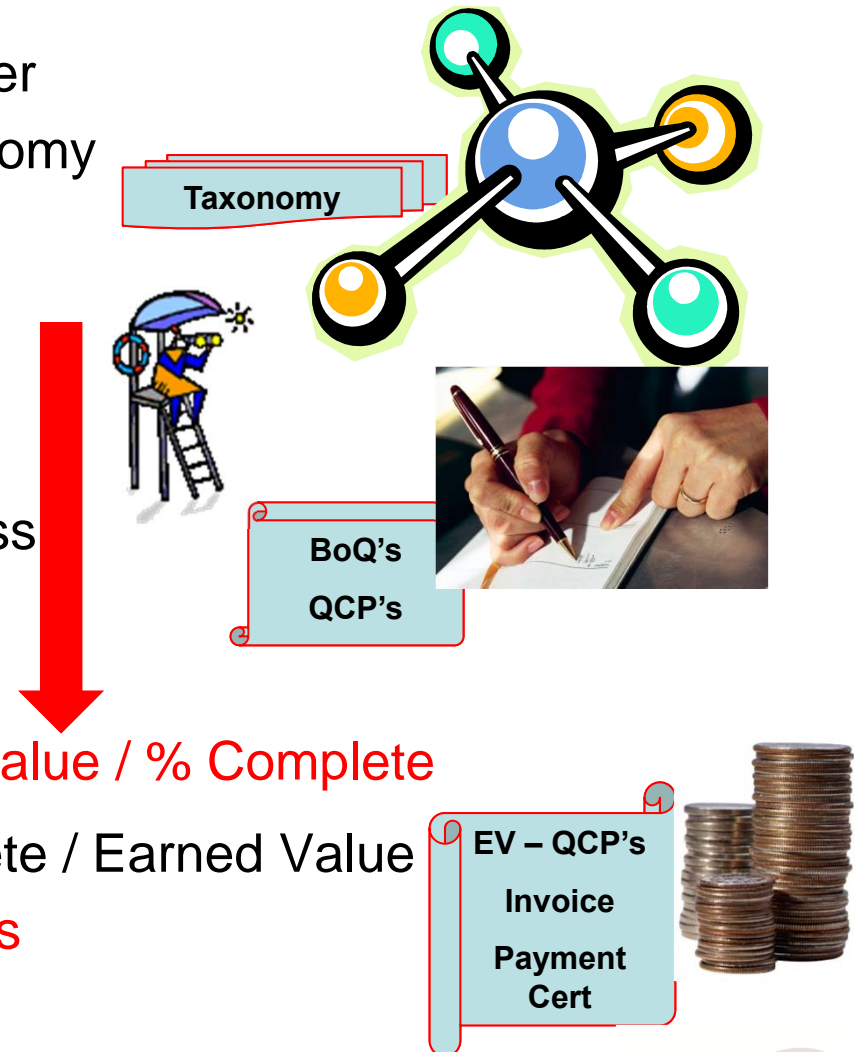 er
omy
Taxonomy
ss
BoQ's
QCP's
alue / % Complete
ete / Earned Value
s
EV – QCP's
Invoice
Payment
Cert